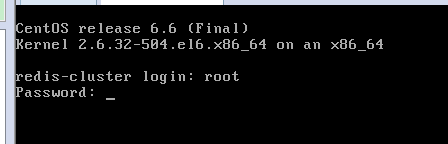 CentOS release 6.6 (Final)
Kernel 2.6.32-504.el6.x86_64 on an x86_64
redis-cluster login: root
Password: _